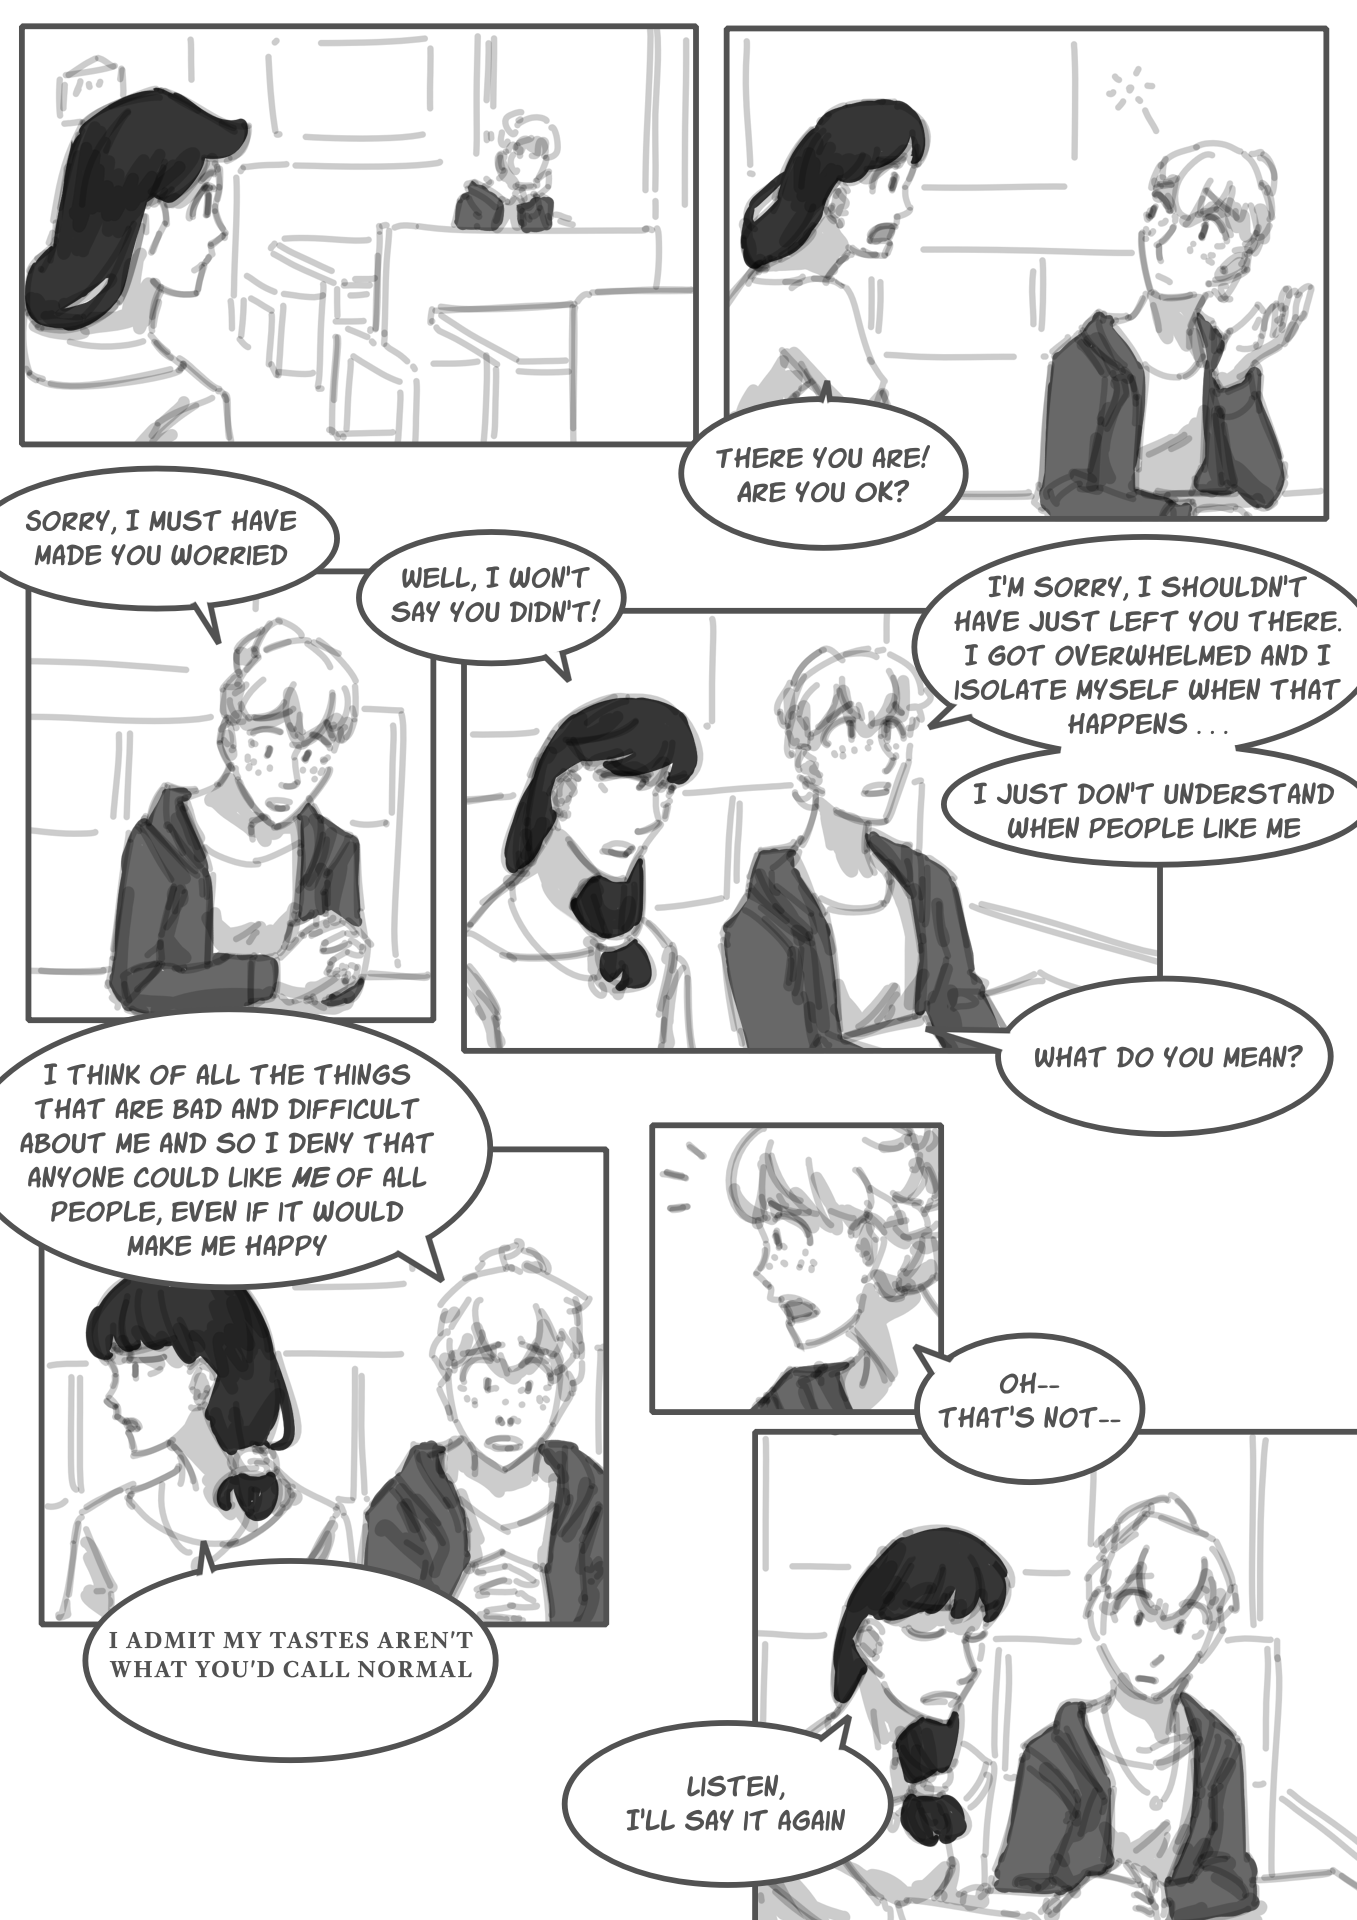 THERE YOU ARE!
ARE YOU OK?
SORRY, I MUST HAVE
MADE YOU WORRIED
WELL, I WON'T
SAY YOU DIDN'T!
I'M SORRY, I SHOULDN'T
HAVE JUST LEFT YOU THERE.
I GOT OVERWHELMED AND I
ISOLATE MYSELF WHEN THAT
HAPPENS . . .
I JUST DON'T UNDERSTAND
WHEN PEOPLE LIKE ME
WHAT DO YOU MEAN?
I THINK OF ALL THE THINGS
THAT ARE BAD AND DIFFICULT
ABOUT ME AND SO I DENY THAT
ANYONE COULD LIKE ME OF ALL
PEOPLE, EVEN IF IT WOULD
MAKE ME HAPPY
I ADMIT MY TASTES AREN'T
WHAT YOU'D CALL NORMAL
OH--
THAT'S NOT--
LISTEN,
I'LL SAY IT AGAIN